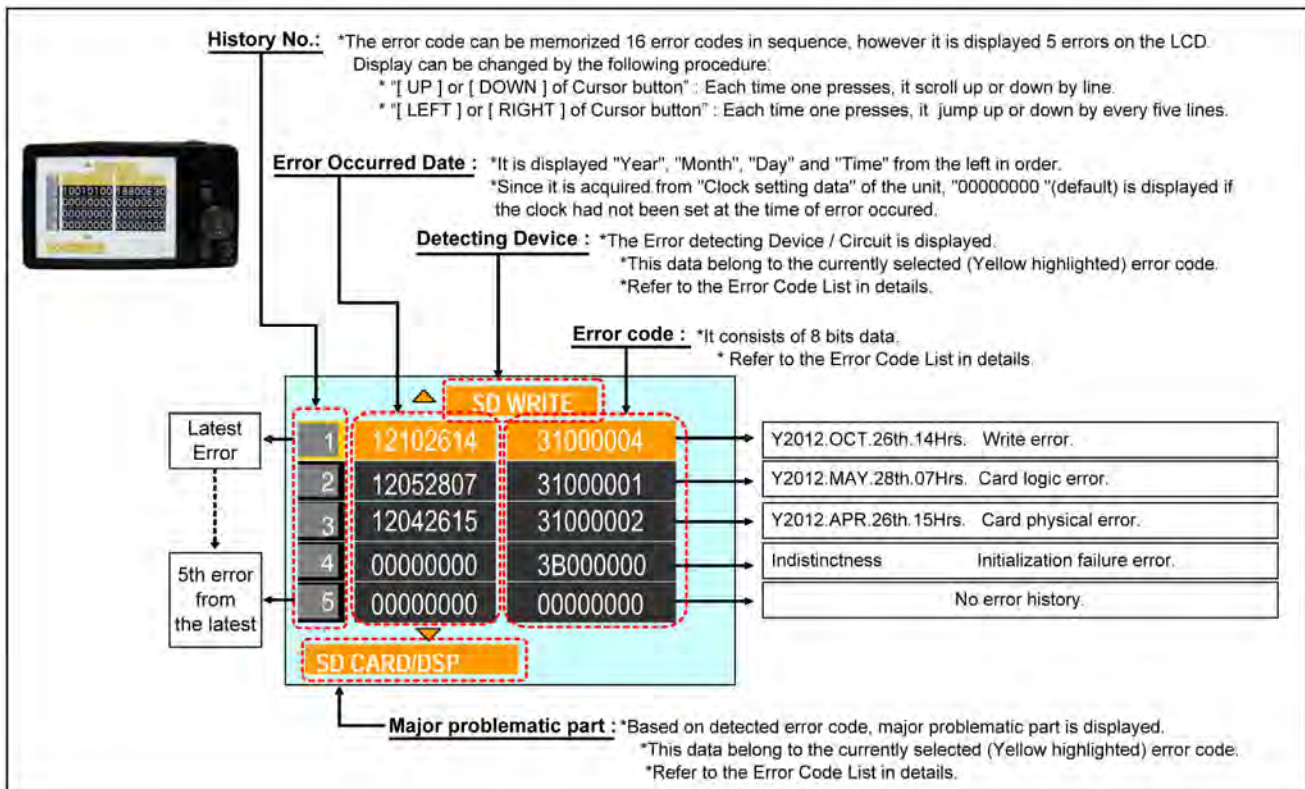 History No.: *The error code can be memorized 16 error codes in sequence, however it is displayed 5 errors on the LCD.
Display can be changed by the following procedure:
* "[ UP ] or [ DOWN ] of Cursor button" : Each time one presses, it scroll up or down by line.
* "[ LEFT ] or [ RIGHT ] of Cursor button" : Each time one presses, it jump up or down by every five lines.
Error Occurred Date : *It is displayed "Year", "Month", "Day" and "Time" from the left in order.
*Since it is acquired from "Clock setting data" of the unit, "00000000 "(default) is displayed if
the clock had not been set at the time of error occured.
10010100 18800E30
00000000 00000000
00000000 00000000
00000000 00000000
Detecting Device : *The Error detecting Device / Circuit is displayed.
*This data belong to the currently selected (Yellow highlighted) error code.
*Refer to the Error Code List in details.
Error code : *It consists of 8 bits data.
* Refer to the Error Code List in details.
SD WRITE
Latest
Error
1 12102614 31000004 Y2012.OCT.26th.14Hrs. Write error.
2 12052807 31000001 Y2012.MAY.28th.07Hrs. Card logic error.
3 12042615 31000002 Y2012.APR.26th.15Hrs. Card physical error.
4 00000000 3B000000 Indistinctness Initialization failure error.
5 00000000 00000000 No error history.
5th error
from
the latest
SD CARD/DSP
Major problematic part : *Based on detected error code, major problematic part is displayed.
*This data belong to the currently selected (Yellow highlighted) error code.
*Refer to the Error Code List in details.